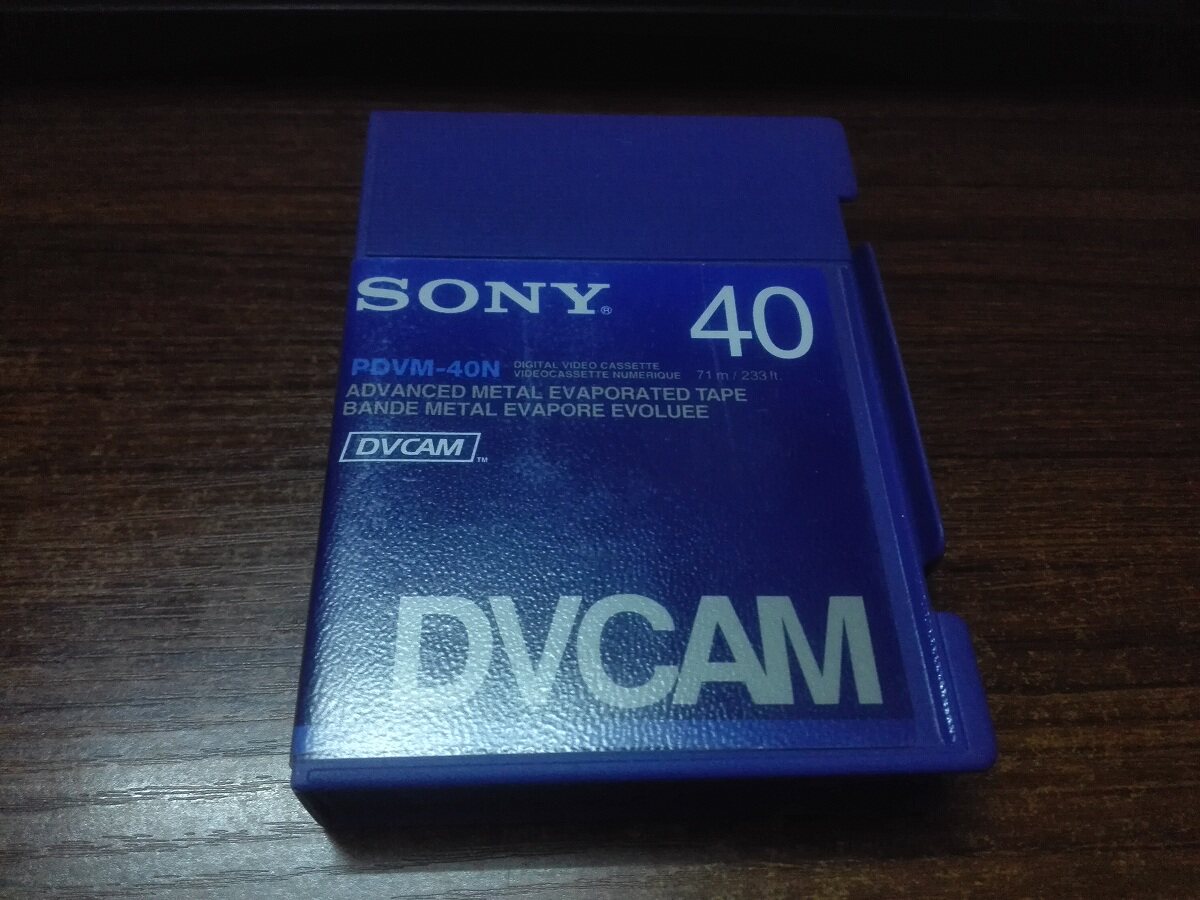 SONY®
40
PDVM-40N
DIGITAL VIDEO CASSETTE
VIDEOCASSETTE NUMERIQUE
71 m / 233 ft.
ADVANCED METAL EVAPORATED TAPE
BANDE METAL EVAPORE EVOLUEE
DVCAM™
DVCAM